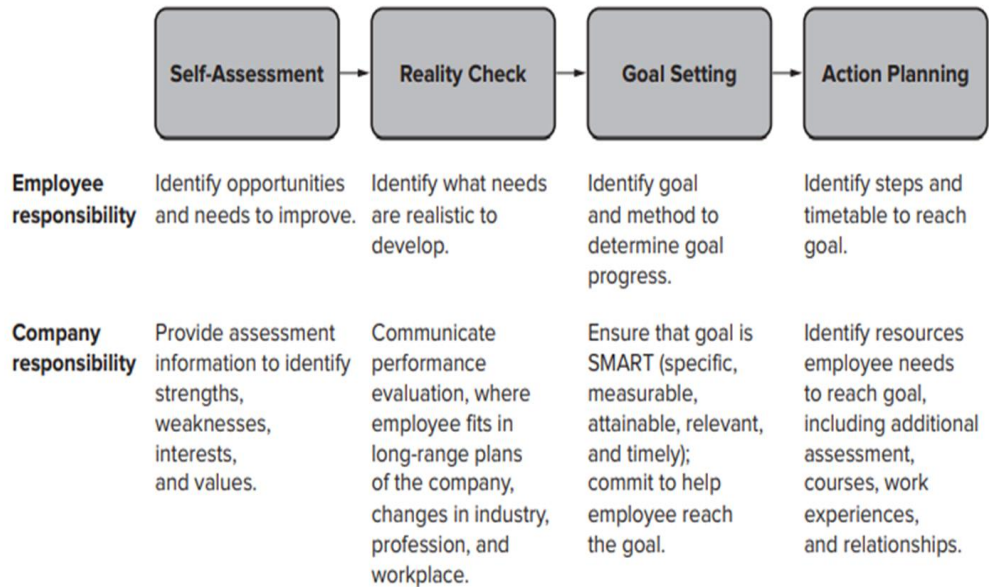 Self-Assessment
Reality Check
Goal Setting
Action Planning
Employee
responsibility
Identify opportunities
and needs to improve.
Identify what needs
are realistic to
develop.
Identify goal
and method to
determine goal
progress.
Identify steps and
timetable to reach
goal.
Company
responsibility
Provide assessment
information to identify
strengths,
weaknesses,
interests,
and values.
Communicate
performance
evaluation, where
employee fits in
long-range plans
of the company,
changes in industry,
profession, and
workplace.
Ensure that goal is
SMART (specific,
measurable,
attainable, relevant,
and timely);
commit to help
employee reach
the goal.
Identify resources
employee needs
to reach goal,
including additional
assessment,
courses, work
experiences,
and relationships.